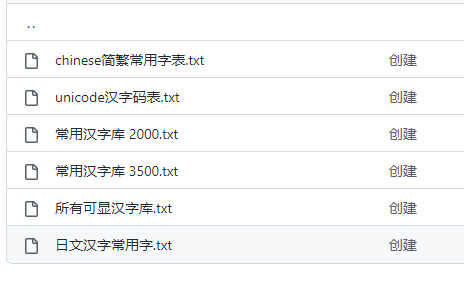 ..
chinese简繁常用字表.txt 创建
unicode汉字码表.txt 创建
常用汉字库 2000.txt 创建
常用汉字库 3500.txt 创建
所有可显汉字库.txt 创建
日文汉字常用字.txt 创建